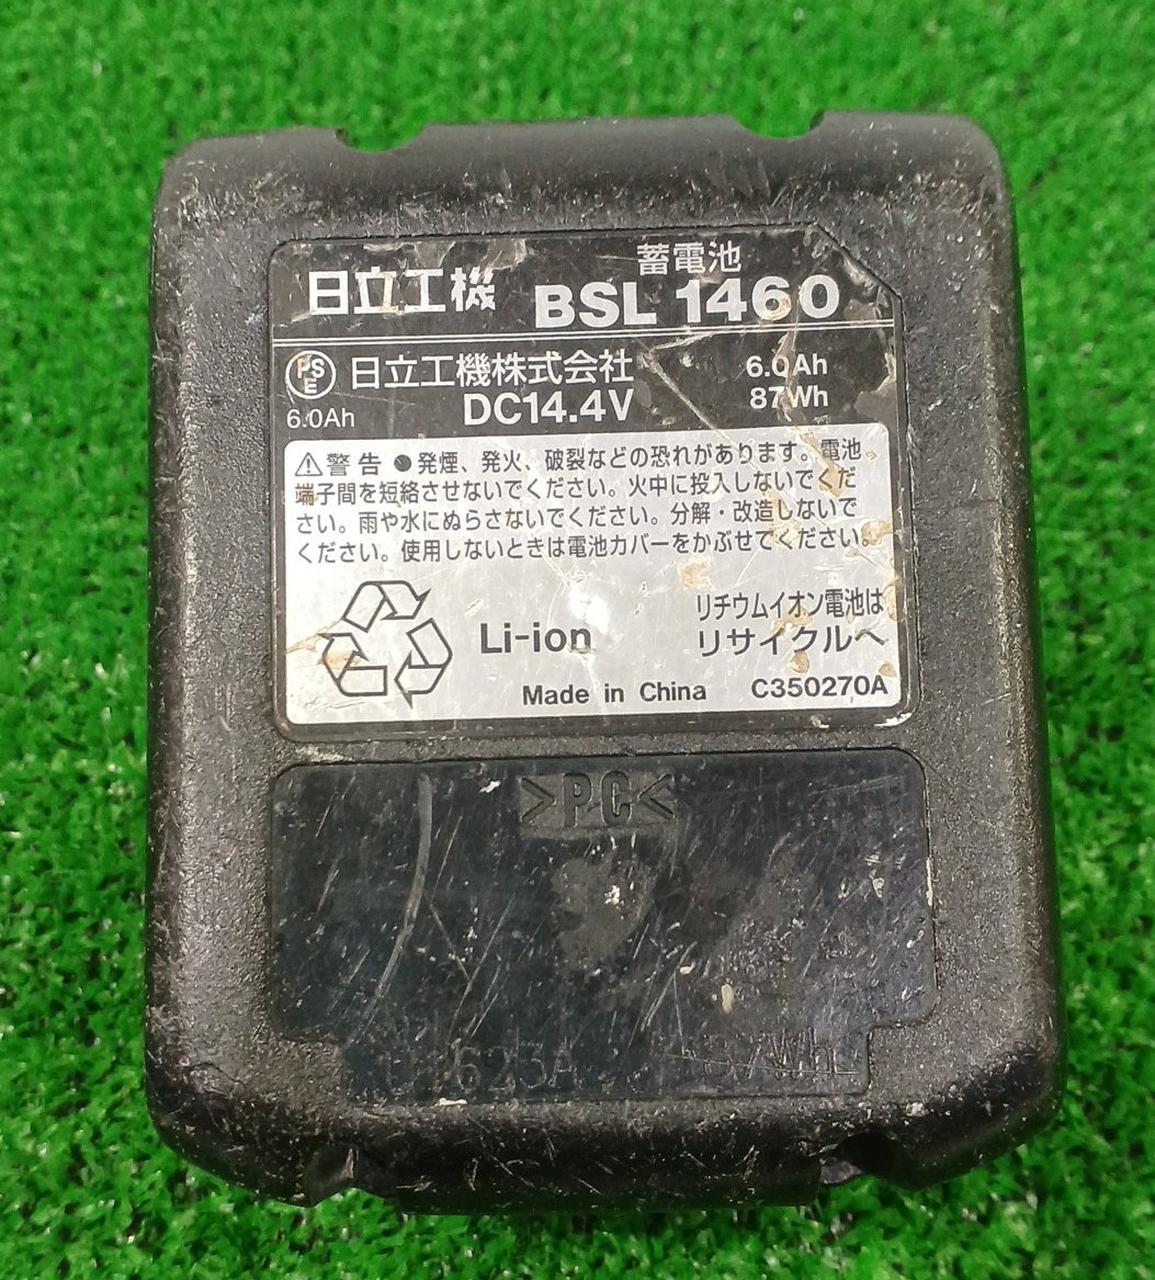 蓄電池
日立工機 BSL 1460
PSE 日立工機株式会社 6.0Ah
6.0Ah DC14.4V 87Wh
⚠警告 ●発煙、発火、破裂などの恐れがあります。電池
端子間を短絡させないでください。火中に投入しないでくだ
さい。雨や水にぬらさないでください。分解・改造しないで
ください。使用しないときは電池カバーをかぶせてください。
リチウムイオン電池は
Li-ion リサイクルへ
Made in China C350270A
>PC<